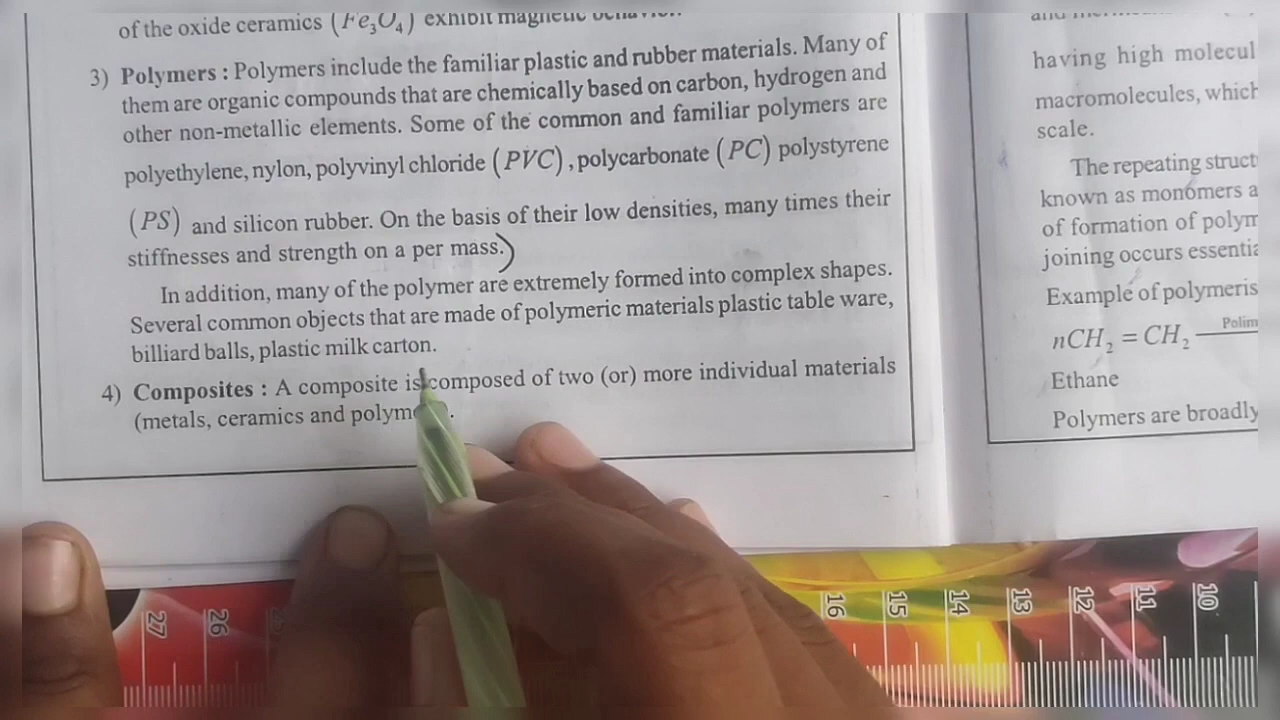 of the oxide ceramics (Fe₃O₄) exhibit magnetic behavior.
3) Polymers : Polymers include the familiar plastic and rubber materials. Many of
them are organic compounds that are chemically based on carbon, hydrogen and
other non-metallic elements. Some of the common and familiar polymers are
polyethylene, nylon, polyvinyl chloride (PVC), polycarbonate (PC) polystyrene
(PS) and silicon rubber. On the basis of their low densities, many times their
stiffnesses and strength on a per mass.)
In addition, many of the polymer are extremely formed into complex shapes.
Several common objects that are made of polymeric materials plastic table ware,
billiard balls, plastic milk carton.
4) Composites : A composite is composed of two (or) more individual materials
(metals, ceramics and polym
having high molecul
macromolecules, which
scale.
The repeating struct
known as monomers a
of formation of polym
joining occurs essentia
Example of polymeris
nCH₂ = CH₂ Polim
Ethane
Polymers are broadly
27 26 16 15 14 13 12 11 10